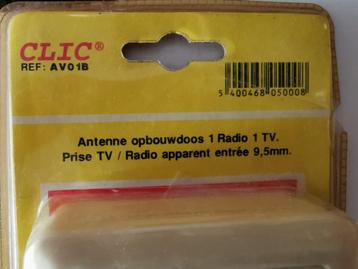 CLIC®
REF: AV01B
5 400468 050008
Antenne opbouwdoos 1 Radio 1 TV.
Prise TV / Radio apparent entrée 9,5mm.